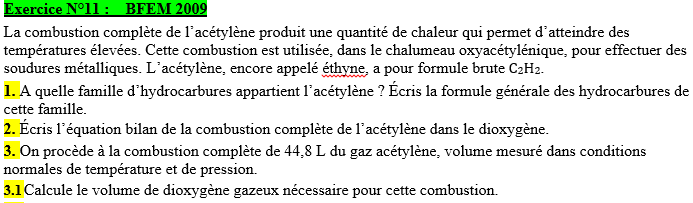 Exercice N°11 : BFEM 2009
La combustion complète de l'acétylène produit une quantité de chaleur qui permet d'atteindre des
températures élevées. Cette combustion est utilisée, dans le chalumeau oxyacétylénique, pour effectuer des
soudures métalliques. L'acétylène, encore appelé éthyne, a pour formule brute C₂H₂.
1. A quelle famille d'hydrocarbures appartient l'acétylène ? Écris la formule générale des hydrocarbures de
cette famille.
2. Écris l'équation bilan de la combustion complète de l'acétylène dans le dioxygène.
3. On procède à la combustion complète de 44,8 L du gaz acétylène, volume mesuré dans conditions
normales de température et de pression.
3.1 Calcule le volume de dioxygène gazeux nécessaire pour cette combustion.